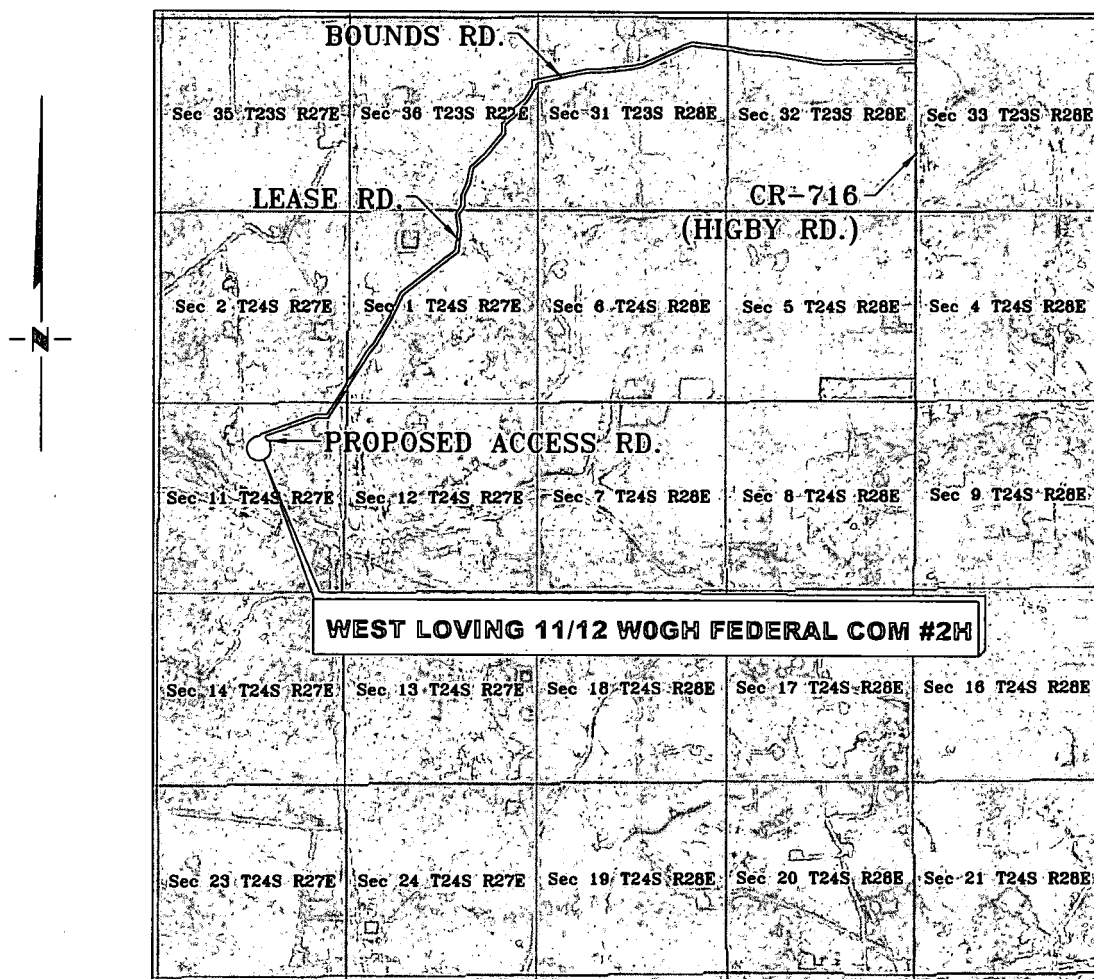 BOUNDS RD.
Sec 35 T23S R27E
Sec 36 T23S R27E
Sec 31 T23S R28E
Sec 32 T23S R28E
Sec 33 T23S R28E
LEASE RD.
CR-716
(HIGBY RD.)
Sec 2 T24S R27E
Sec 1 T24S R27E
Sec 6 T24S R28E
Sec 5 T24S R28E
Sec 4 T24S R28E
N
PROPOSED ACCESS RD.
Sec 11 T24S R27E
Sec 12 T24S R27E
Sec 7 T24S R28E
Sec 8 T24S R28E
Sec 9 T24S R28E
WEST LOVING 11/12 W0GH FEDERAL COM #2H
Sec 14 T24S R27E
Sec 13 T24S R27E
Sec 18 T24S R28E
Sec 17 T24S R28E
Sec 16 T24S R28E
Sec 23 T24S R27E
Sec 24 T24S R27E
Sec 19 T24S R28E
Sec 20 T24S R28E
Sec 21 T24S R28E